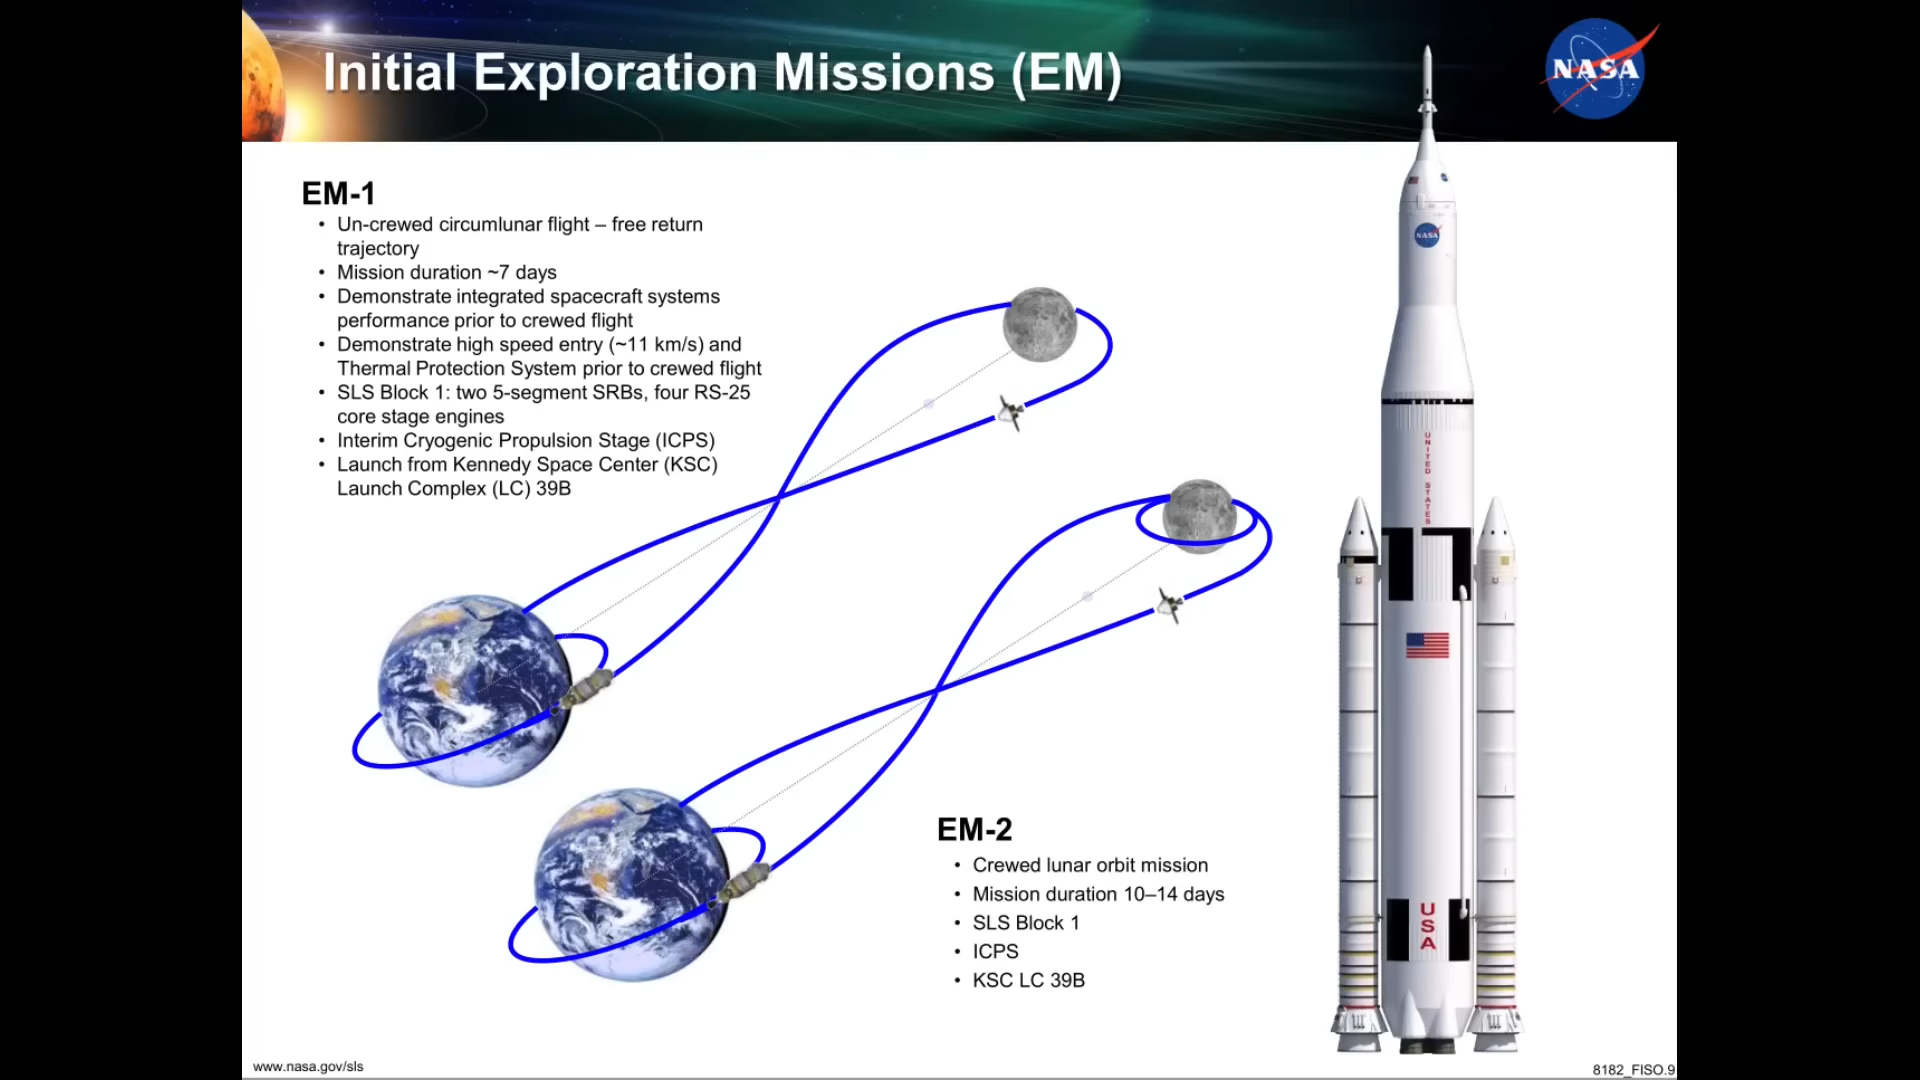 Initial Exploration Missions (EM)
NASA
EM-1
• Un-crewed circumlunar flight – free return
trajectory
• Mission duration ~7 days
• Demonstrate integrated spacecraft systems
performance prior to crewed flight
• Demonstrate high speed entry (~11 km/s) and
Thermal Protection System prior to crewed flight
• SLS Block 1: two 5-segment SRBs, four RS-25
core stage engines
• Interim Cryogenic Propulsion Stage (ICPS)
• Launch from Kennedy Space Center (KSC)
Launch Complex (LC) 39B
NASA
UNITED STATES
USA
EM-2
• Crewed lunar orbit mission
• Mission duration 10–14 days
• SLS Block 1
• ICPS
• KSC LC 39B
www.nasa.gov/sls
8182_FISO.9